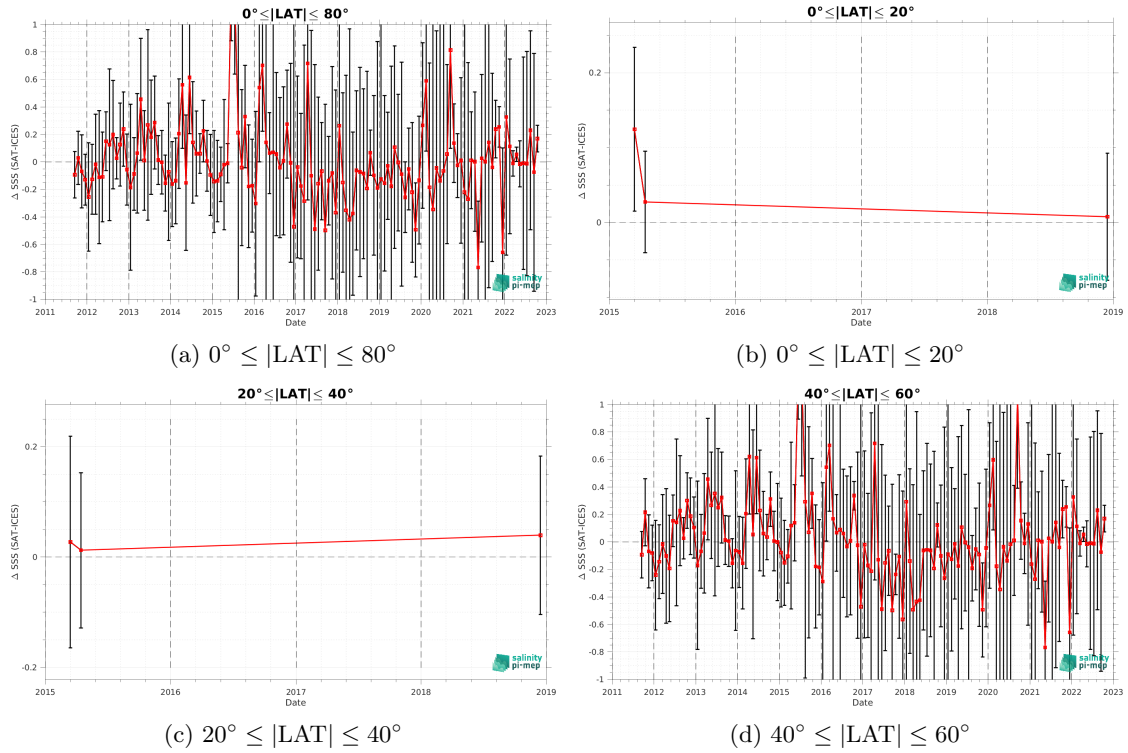 0°≤|LAT|≤ 80°
Δ SSS (SAT-ICES)
1
0.8
0.6
0.4
0.2
0
-0.2
-0.4
-0.6
-0.8
-1
2011 2012 2013 2014 2015 2016 2017 2018 2019 2020 2021 2022 2023
Date
salinity
pi-mep
(a) 0° ≤ |LAT| ≤ 80°
0°≤|LAT|≤ 20°
Δ SSS (SAT-ICES)
0.2
0
2015 2016 2017 2018 2019
Date
salinity
pi-mep
(b) 0° ≤ |LAT| ≤ 20°
20°≤|LAT|≤ 40°
Δ SSS (SAT-ICES)
0.2
0
-0.2
2015 2016 2017 2018 2019
Date
salinity
pi-mep
(c) 20° ≤ |LAT| ≤ 40°
40°≤|LAT|≤ 60°
Δ SSS (SAT-ICES)
1
0.8
0.6
0.4
0.2
0
-0.2
-0.4
-0.6
-0.8
-1
2011 2012 2013 2014 2015 2016 2017 2018 2019 2020 2021 2022 2023
Date
salinity
pi-mep
(d) 40° ≤ |LAT| ≤ 60°